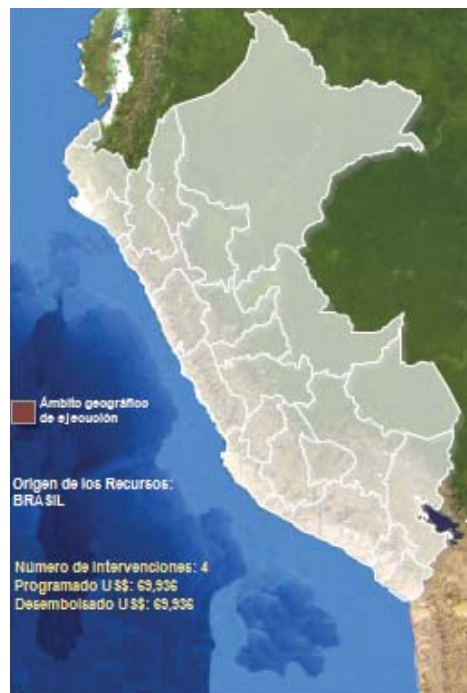 Ámbito geográfico
de ejecución
Origen de los Recursos:
BRASIL
Número de Intervenciones: 4
Programado US$: 69,936
Desembolsado US$: 69,936